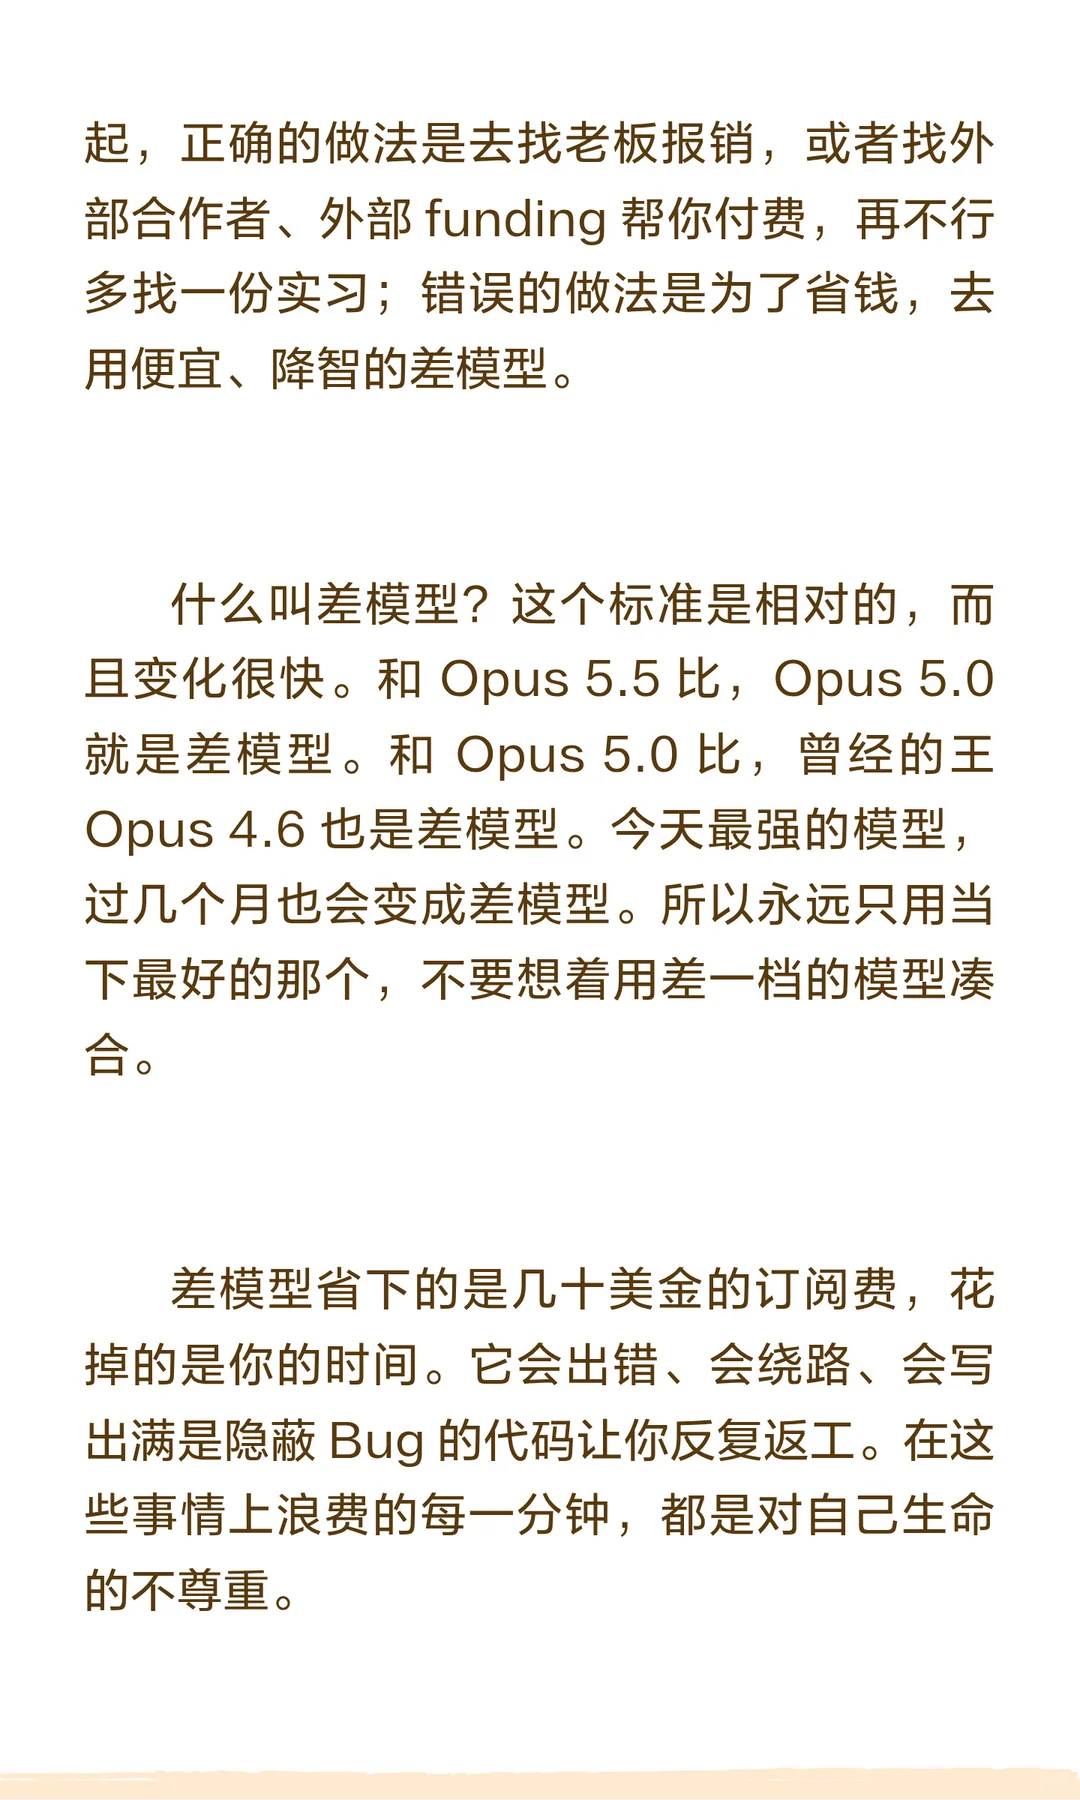 起，正确的做法是去找老板报销，或者找外
部合作者、外部 funding 帮你付费，再不行
多找一份实习；错误的做法是为了省钱，去
用便宜、降智的差模型。
什么叫差模型？这个标准是相对的，而
且变化很快。和 Opus 5.5 比，Opus 5.0
就是差模型。和 Opus 5.0 比，曾经的王
Opus 4.6 也是差模型。今天最强的模型，
过几个月也会变成差模型。所以永远只用当
下最好的那个，不要想着用差一档的模型凑
合。
差模型省下的是几十美金的订阅费，花
掉的是你的时间。它会出错、会绕路、会写
出满是隐蔽 Bug 的代码让你反复返工。在这
些事情上浪费的每一分钟，都是对自己生命
的不尊重。